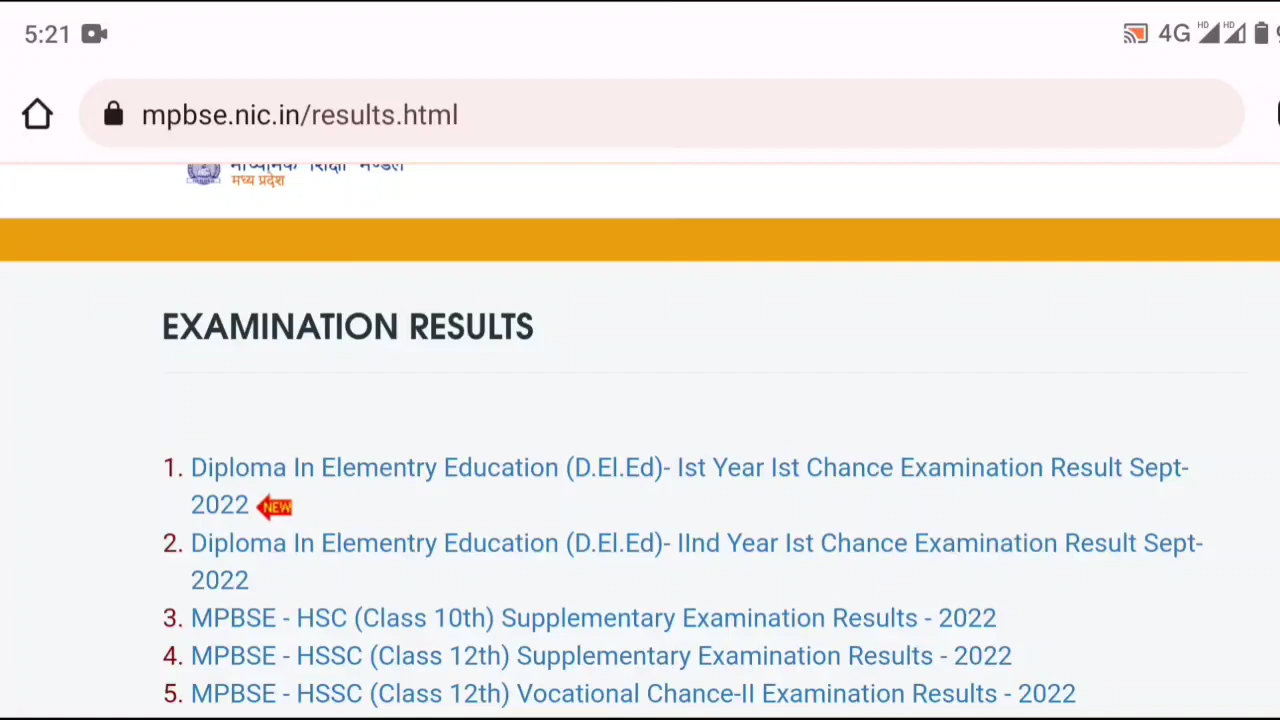 5:21
4G HD HD
mpbse.nic.in/results.html
मध्य प्रदेश
EXAMINATION RESULTS
1. Diploma In Elementry Education (D.El.Ed)- Ist Year Ist Chance Examination Result Sept-
2022 NEW
2. Diploma In Elementry Education (D.El.Ed)- IInd Year Ist Chance Examination Result Sept-
2022
3. MPBSE - HSC (Class 10th) Supplementary Examination Results - 2022
4. MPBSE - HSSC (Class 12th) Supplementary Examination Results - 2022
5. MPBSE - HSSC (Class 12th) Vocational Chance-II Examination Results - 2022